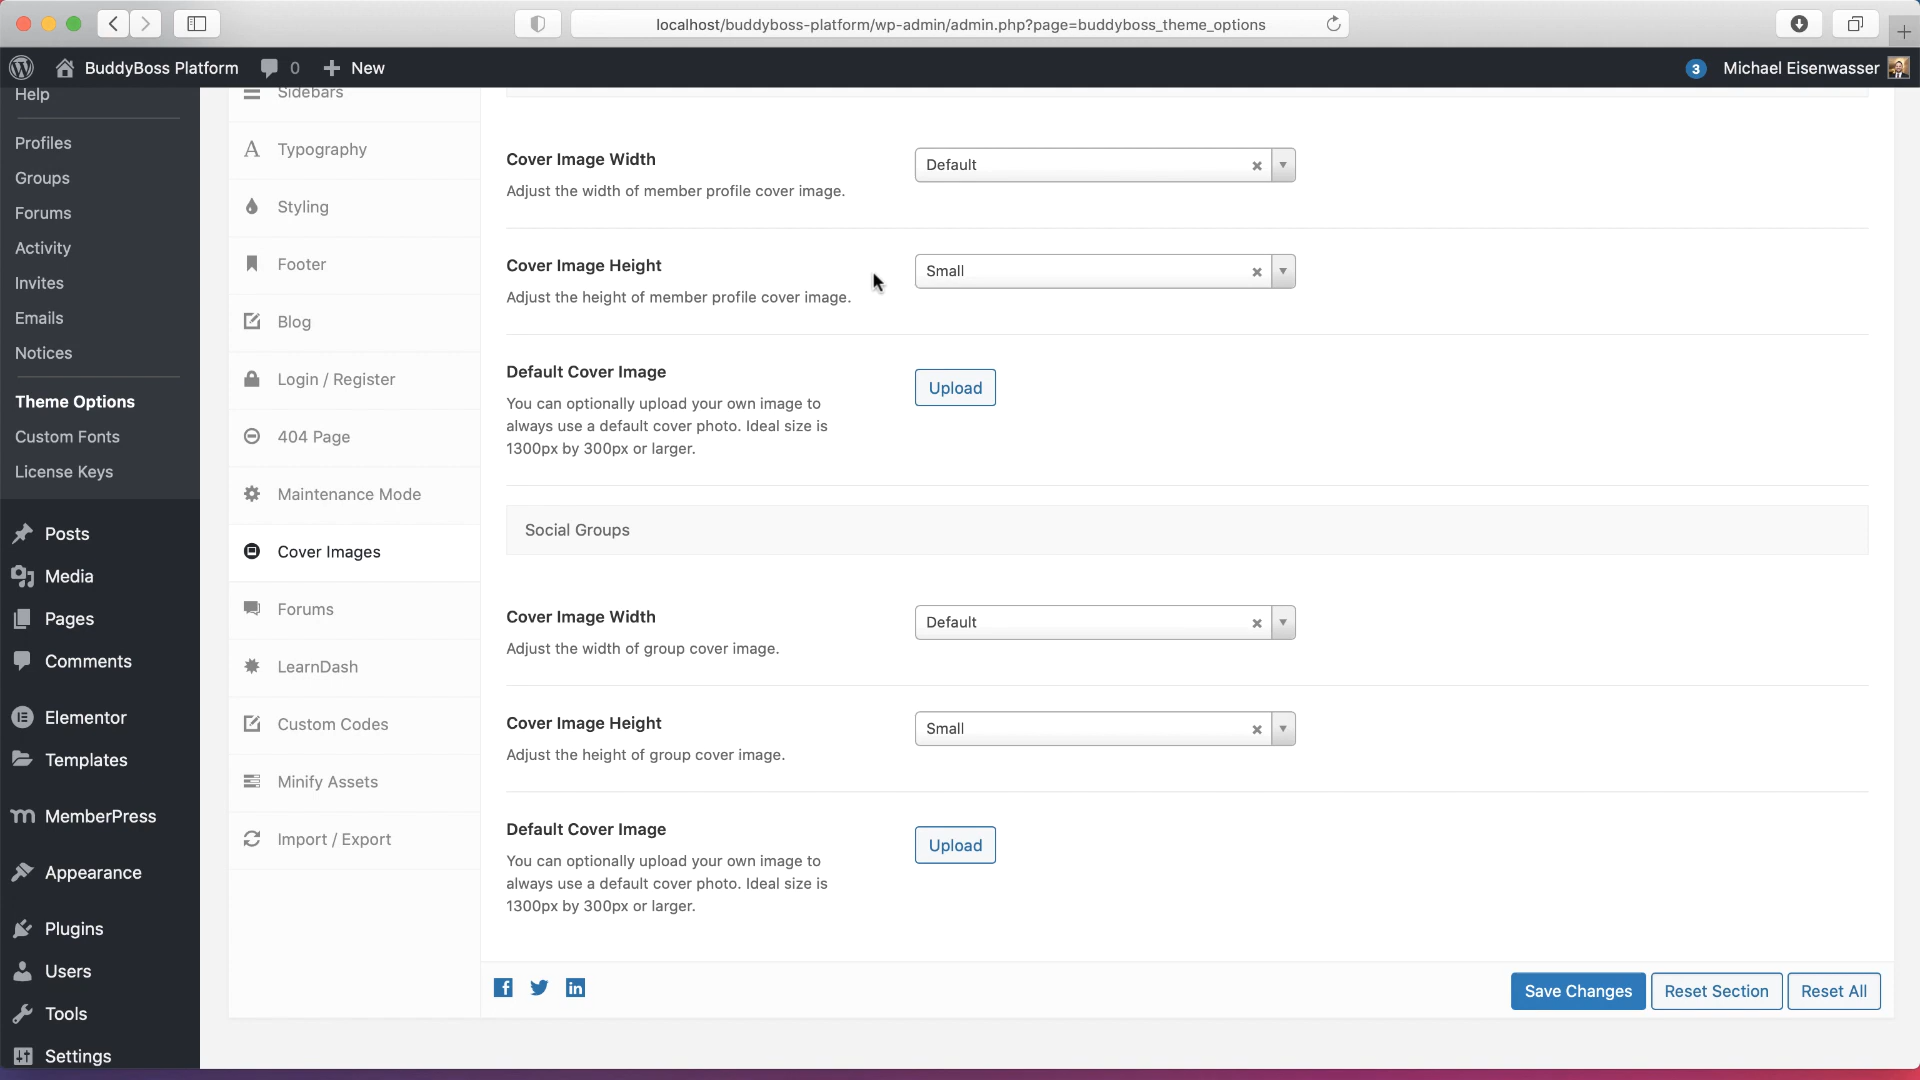 localhost/buddyboss-platform/wp-admin/admin.php?page=buddyboss_theme_options
BuddyBoss Platform
0
New
3
Michael Eisenwasser
Help
Profiles
Groups
Forums
Activity
Invites
Emails
Notices
Theme Options
Custom Fonts
License Keys
Posts
Media
Pages
Comments
Elementor
Templates
MemberPress
Appearance
Plugins
Users
Tools
Settings
Sidebars
Typography
Styling
Footer
Blog
Login / Register
404 Page
Maintenance Mode
Cover Images
Forums
LearnDash
Custom Codes
Minify Assets
Import / Export
Cover Image Width
Adjust the width of member profile cover image.
Default
Cover Image Height
Adjust the height of member profile cover image.
Small
Default Cover Image
You can optionally upload your own image to
always use a default cover photo. Ideal size is
1300px by 300px or larger.
Upload
Social Groups
Cover Image Width
Adjust the width of group cover image.
Default
Cover Image Height
Adjust the height of group cover image.
Small
Default Cover Image
You can optionally upload your own image to
always use a default cover photo. Ideal size is
1300px by 300px or larger.
Upload
Save Changes
Reset Section
Reset All